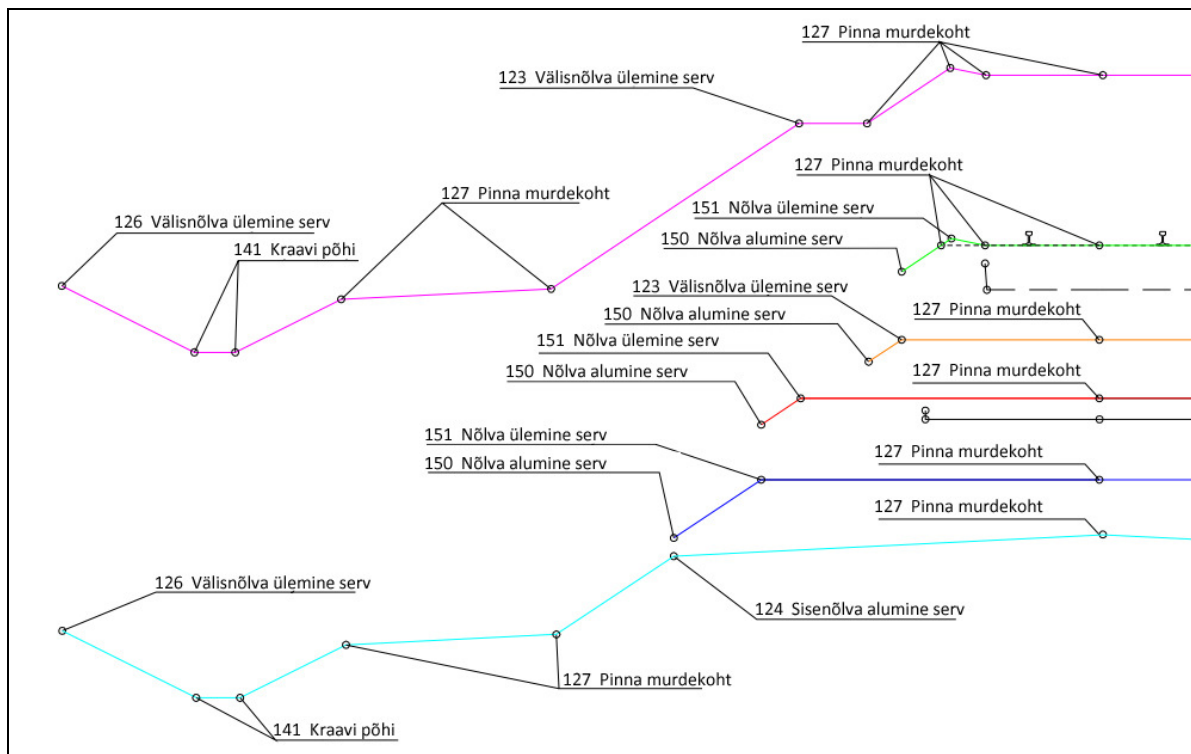 127 Pinna murdekoht
123 Välisnõlva ülemine serv
127 Pinna murdekoht
127 Pinna murdekoht
151 Nõlva ülemine serv
126 Välisnõlva ülemine serv
150 Nõlva alumine serv
141 Kraavi põhi
123 Välisnõlva ülemine serv
127 Pinna murdekoht
150 Nõlva alumine serv
151 Nõlva ülemine serv
127 Pinna murdekoht
150 Nõlva alumine serv
151 Nõlva ülemine serv
127 Pinna murdekoht
150 Nõlva alumine serv
127 Pinna murdekoht
126 Välisnõlva ülemine serv
124 Sisenõlva alumine serv
127 Pinna murdekoht
141 Kraavi põhi